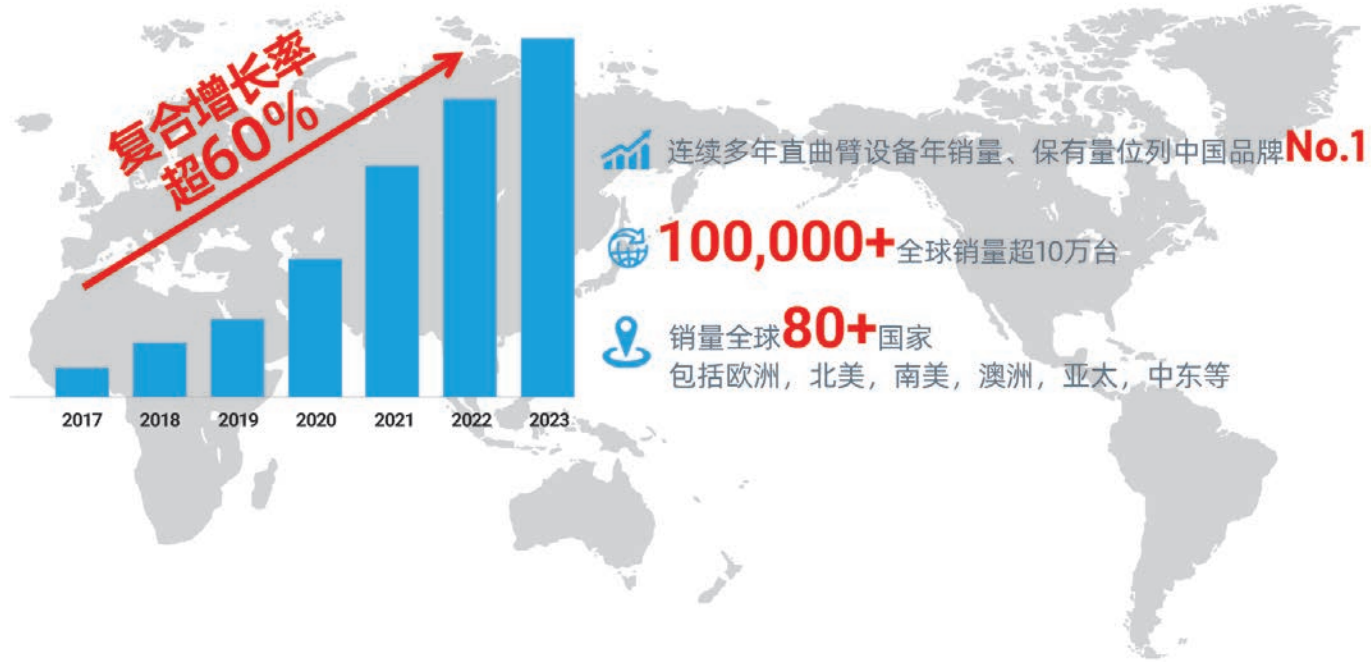 复合增长率
超60%
2017 2018 2019 2020 2021 2022 2023
连续多年直曲臂设备年销量、保有量位列中国品牌No.1
100,000+全球销量超10万台
销量全球80+国家
包括欧洲，北美，南美，澳洲，亚太，中东等